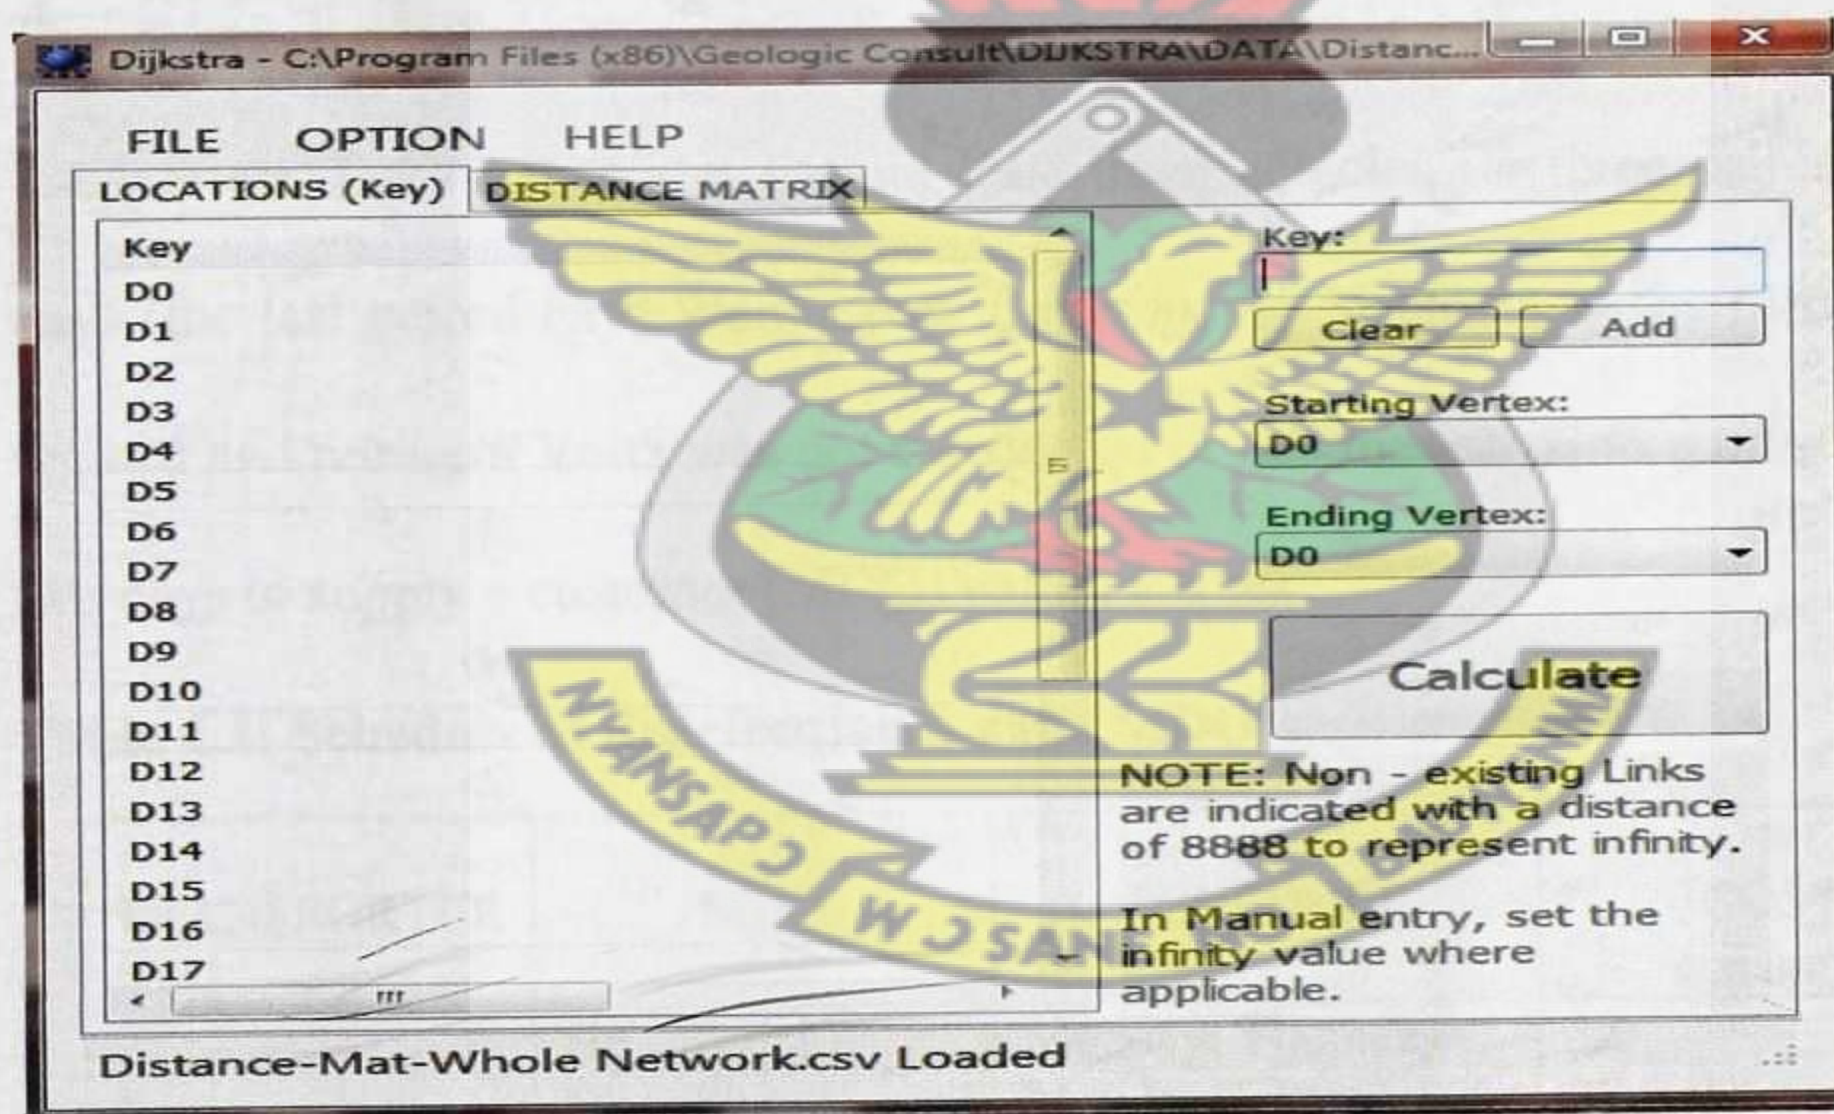 Dijkstra - C:\Program Files (x86)\Geologic Consult\DIJKSTRA\DATA\Distanc...
FILE OPTION HELP
LOCATIONS (Key) DISTANCE MATRIX
Key
D0
D1
D2
D3
D4
D5
D6
D7
D8
D9
D10
D11
D12
D13
D14
D15
D16
D17
Key:
Clear Add
Starting Vertex:
D0
Ending Vertex:
D0
Calculate
NOTE: Non - existing Links
are indicated with a distance
of 8888 to represent infinity.
In Manual entry, set the
infinity value where
applicable.
Distance-Mat-Whole Network.csv Loaded
NYANSAPƆ
WƆSANE